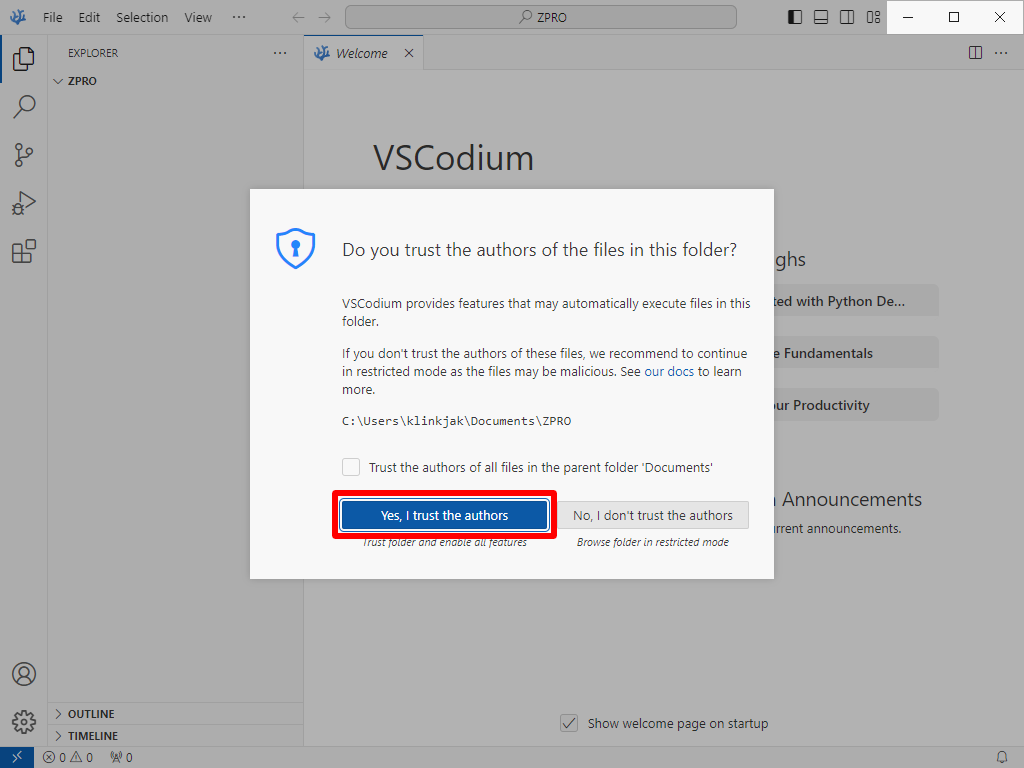 File Edit Selection View ···
ZPRO
EXPLORER ···
Welcome
ZPRO
VSCodium
Do you trust the authors of the files in this folder?
ghs
VSCodium provides features that may automatically execute files in this
folder.
ted with Python De...
If you don't trust the authors of these files, we recommend to continue
in restricted mode as the files may be malicious. See our docs to learn
more.
e Fundamentals
our Productivity
C:\Users\klinkjak\Documents\ZPRO
Trust the authors of all files in the parent folder 'Documents'
Announcements
Yes, I trust the authors
No, I don't trust the authors
rrent announcements.
Trust folder and enable all features
Browse folder in restricted mode
OUTLINE
Show welcome page on startup
TIMELINE
0 0 0